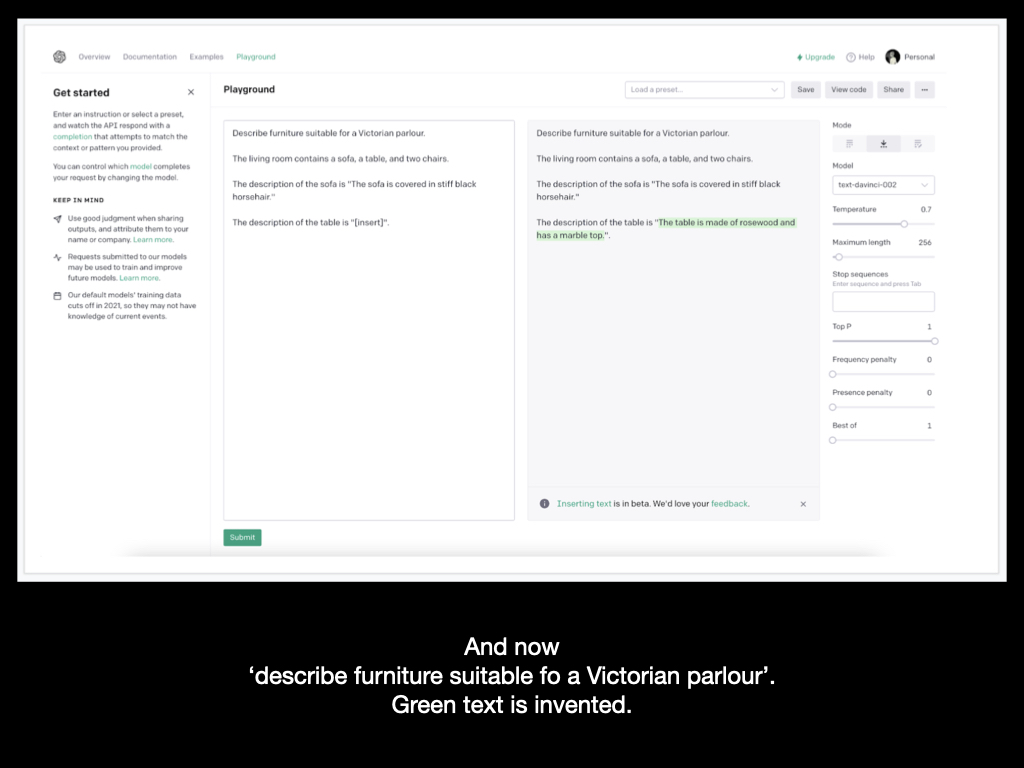 Overview Documentation Examples Playground
Upgrade Help Personal
Get started
Enter an instruction or select a preset,
and watch the API respond with a
completion that attempts to match the
context or pattern you provided.
You can control which model completes
your request by changing the model.
KEEP IN MIND
Use good judgment when sharing
outputs, and attribute them to your
name or company. Learn more.
Requests submitted to our models
may be used to train and improve
future models. Learn more.
Our default models' training data
cuts off in 2021, so they may not have
knowledge of current events.
Playground
Load a preset...
Save View code Share ...
Describe furniture suitable for a Victorian parlour.
The living room contains a sofa, a table, and two chairs.
The description of the sofa is "The sofa is covered in stiff black
horsehair."
The description of the table is "[insert]".
Submit
Describe furniture suitable for a Victorian parlour.
The living room contains a sofa, a table, and two chairs.
The description of the sofa is "The sofa is covered in stiff black
horsehair."
The description of the table is "The table is made of rosewood and
has a marble top.".
Inserting text is in beta. We'd love your feedback.
Mode
Model
text-davinci-002
Temperature 0.7
Maximum length 256
Stop sequences
Enter sequence and press Tab
Top P 1
Frequency penalty 0
Presence penalty 0
Best of 1
And now
‘describe furniture suitable fo a Victorian parlour’.
Green text is invented.